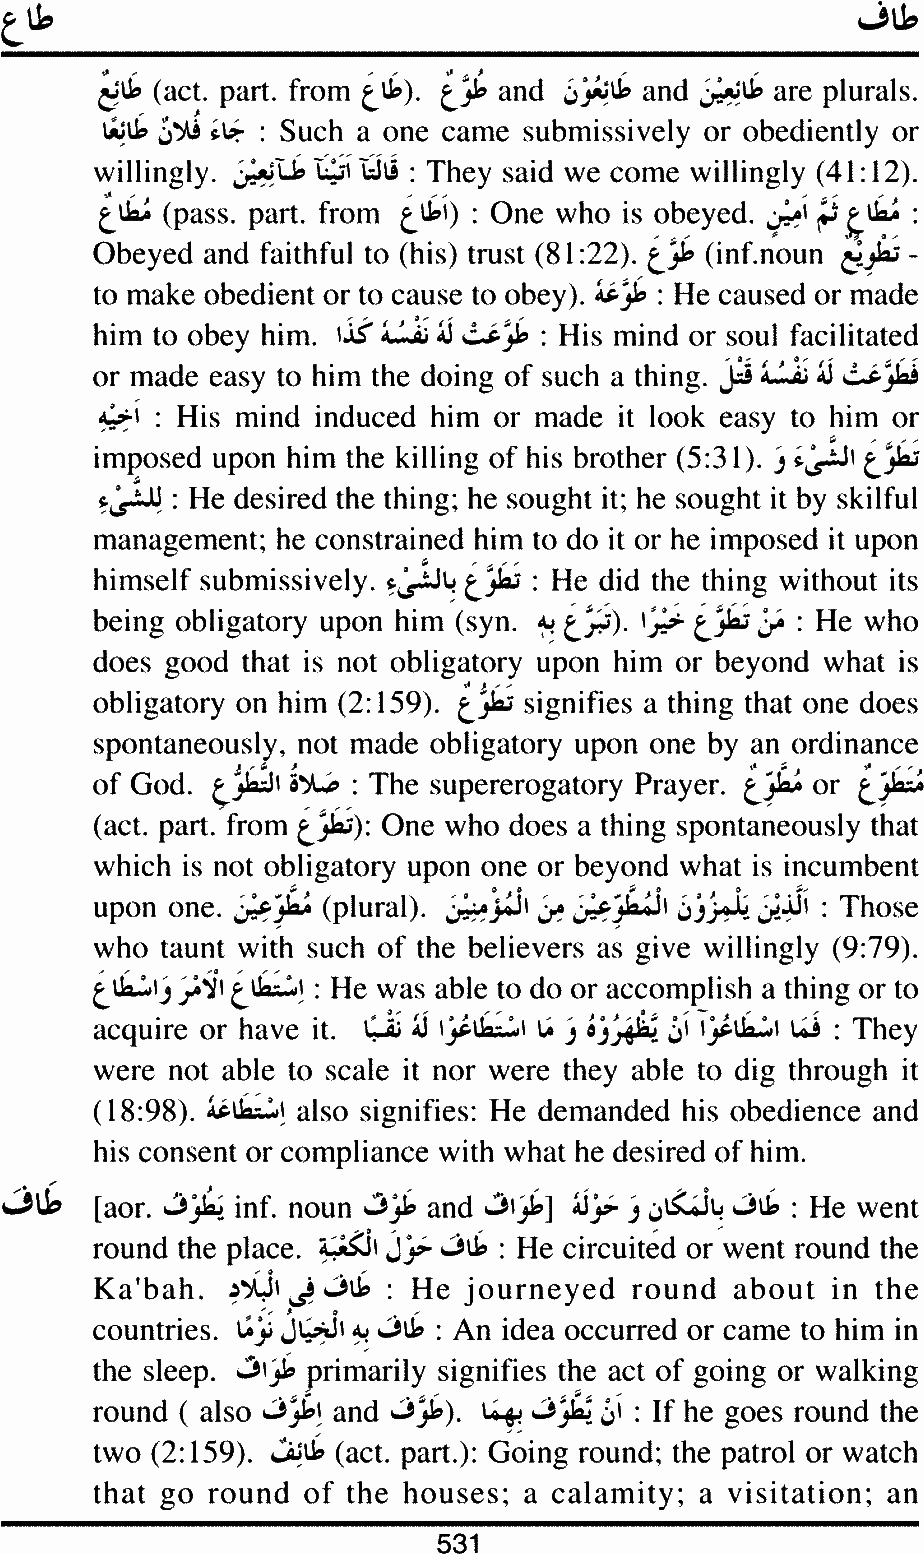 طاع طاف
طَائِعٌ (act. part. from طَاعَ). طُوَّعٌ and طَائِعُوْنَ and طَائِعِيْنَ are plurals.
جَاءَ فُلَانٌ طَائِعًا : Such a one came submissively or obediently or
willingly. قَالَتَا اَتَيْنَا طَآئِعِيْنَ : They said we come willingly (41:12).
مُطَاعٌ (pass. part. from اَطَاعَ) : One who is obeyed. مُطَاعٍ ثَمَّ اَمِيْنٍ :
Obeyed and faithful to (his) trust (81:22). طَوَّعَ (inf.noun تَطْوِيْعٌ -
to make obedient or to cause to obey). طَوَّعَهُ : He caused or made
him to obey him. طَوَّعَتْ لَهُ نَفْسُهُ كَذَا : His mind or soul facilitated
or made easy to him the doing of such a thing. فَطَوَّعَتْ لَهُ نَفْسُهُ قَتْلَ
اَخِيْهِ : His mind induced him or made it look easy to him or
imposed upon him the killing of his brother (5:31). تَطَوَّعَ الشَّيْءَ وَ
لِلشَّيْءِ : He desired the thing; he sought it; he sought it by skilful
management; he constrained him to do it or he imposed it upon
himself submissively. تَطَوَّعَ بِالشَّيْءِ : He did the thing without its
being obligatory upon him (syn. تَبَرَّعَ بِهِ). مَنْ تَطَوَّعَ خَيْرًا : He who
does good that is not obligatory upon him or beyond what is
obligatory on him (2:159). تَطَوُّعٌ signifies a thing that one does
spontaneously, not made obligatory upon one by an ordinance
of God. صَلَاةُ التَّطَوُّعِ : The supererogatory Prayer. مُطَّوِّعٌ or مُتَطَوِّعٌ
(act. part. from تَطَوَّعَ): One who does a thing spontaneously that
which is not obligatory upon one or beyond what is incumbent
upon one. مُطَّوِّعِيْنَ (plural). اَلَّذِيْنَ يَلْمِزُوْنَ الْمُطَّوِّعِيْنَ مِنَ الْمُؤْمِنِيْنَ : Those
who taunt with such of the believers as give willingly (9:79).
اِسْتَطَاعَ الْاَمْرَ وَاسْطَاعَ : He was able to do or accomplish a thing or to
acquire or have it. فَمَا اسْطَاعُوْآ اَنْ يَظْهَرُوْهُ وَ مَا اسْتَطَاعُوْا لَهُ نَقْبًا : They
were not able to scale it nor were they able to dig through it
(18:98). اِسْتَطَاعَهُ also signifies: He demanded his obedience and
his consent or compliance with what he desired of him.
طَافَ [aor. يَطُوْفُ inf. noun طَوْفٌ and طَوَافٌ] طَافَ بِالْمَكَانِ وَ حَوْلَهُ : He went
round the place. طَافَ حَوْلَ الْكَعْبَةِ : He circuited or went round the
Ka'bah. طَافَ فِى الْبِلَادِ : He journeyed round about in the
countries. طَافَ بِهِ الْخِيَالُ نَوْمًا : An idea occurred or came to him in
the sleep. طَوَافٌ primarily signifies the act of going or walking
round ( also اِطَّوَّفَ and طَوَّفَ). اَنْ يَّطَّوَّفَ بِهِمَا : If he goes round the
two (2:159). طَائِفٌ (act. part.): Going round; the patrol or watch
that go round of the houses; a calamity; a visitation; an
531